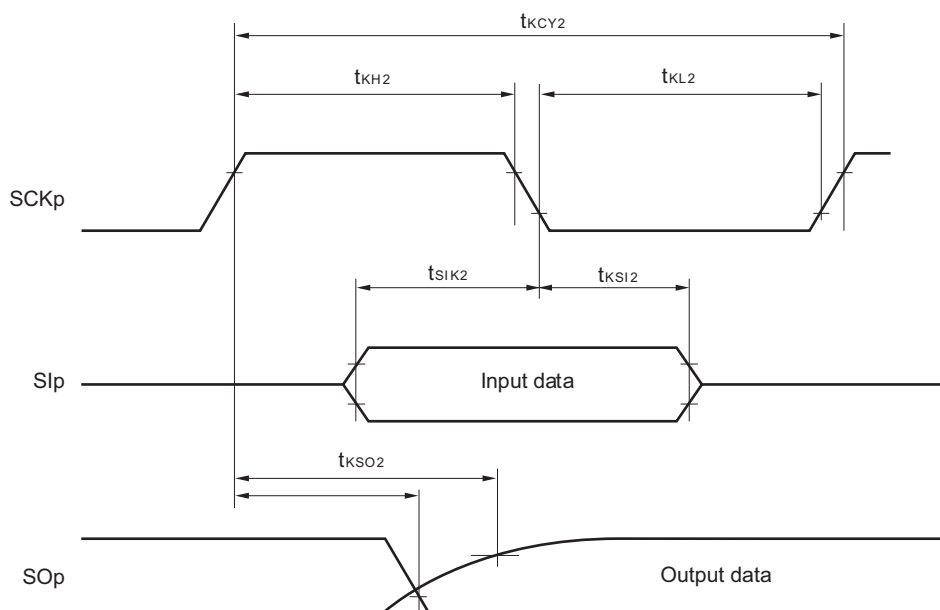 tKCY2
tKH2
tKL2
SCKp
tSIK2
tKSI2
SIp
Input data
tKSO2
SOp
Output data